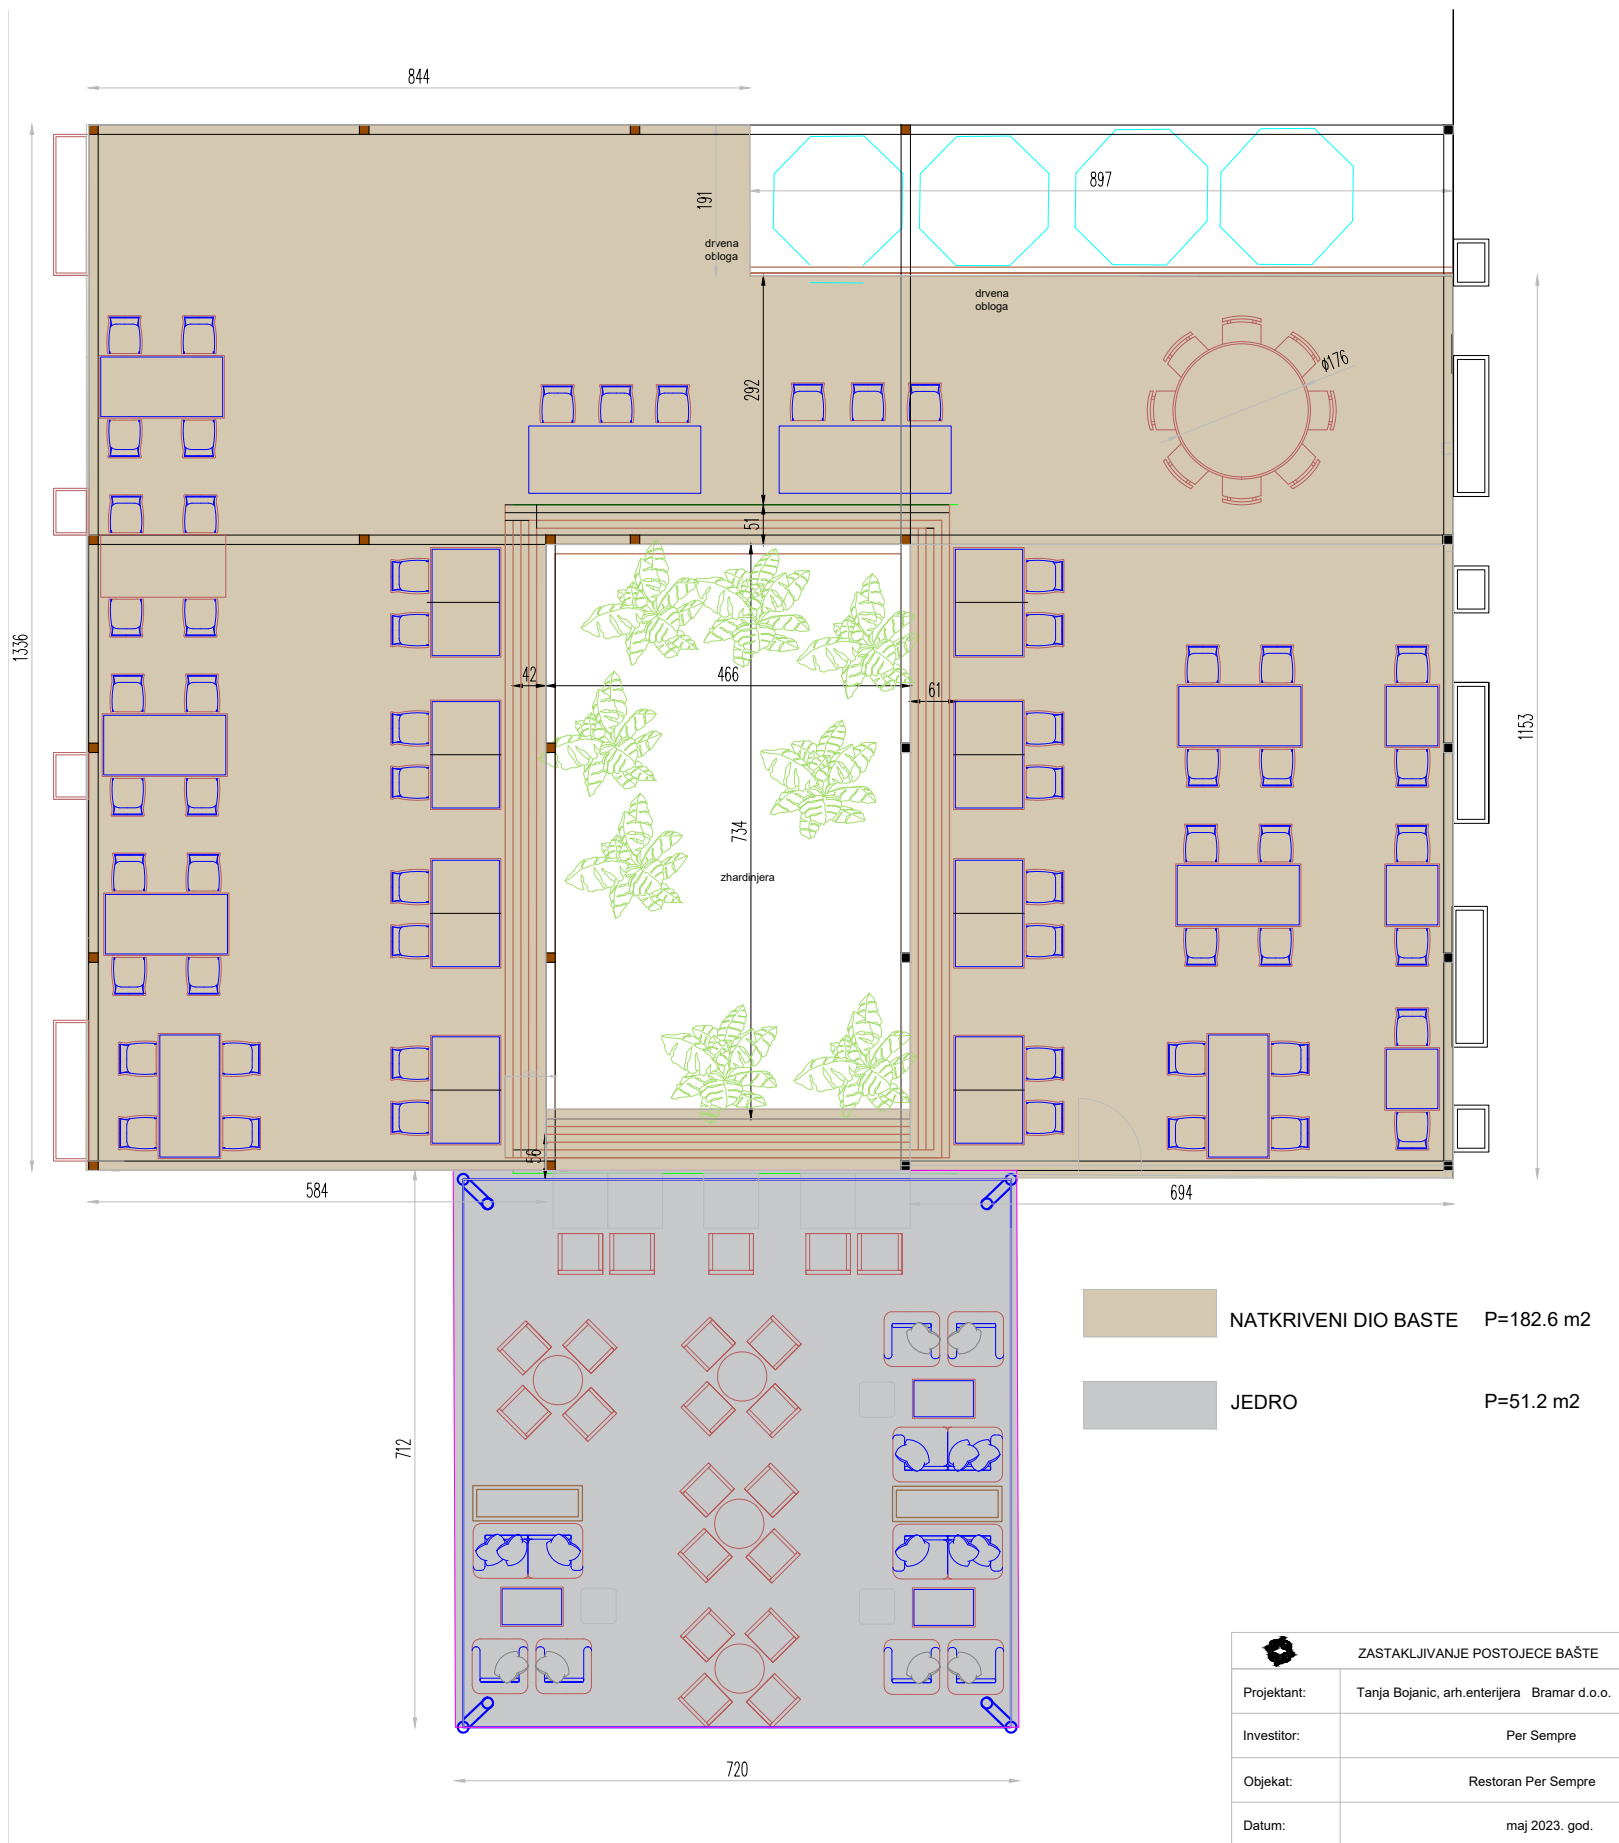 844
897
191
drvena
obloga
drvena
obloga
ø176
292
51
1336
42
466
61
1153
734
zhardinjera
56
584
694
NATKRIVENI DIO BASTE P=182.6 m2
JEDRO P=51.2 m2
712
720
ZASTAKLJIVANJE POSTOJECE BAŠTE
Projektant: Tanja Bojanic, arh.enterijera Bramar d.o.o.
Investitor: Per Sempre
Objekat: Restoran Per Sempre
Datum: maj 2023. god.